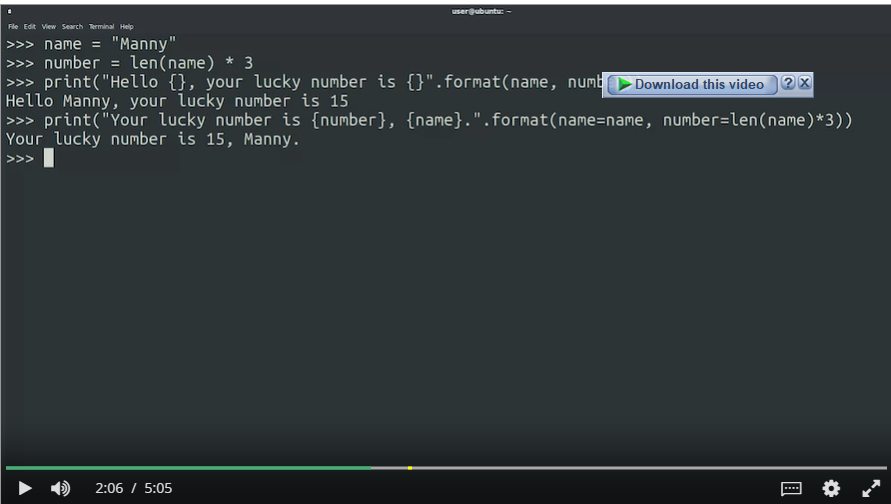 user@ubuntu: ~
File Edit View Search Terminal Help
>>> name = "Manny"
>>> number = len(name) * 3
>>> print("Hello {}, your lucky number is {}".format(name, numb
Download this video ? X
Hello Manny, your lucky number is 15
>>> print("Your lucky number is {number}, {name}.".format(name=name, number=len(name)*3))
Your lucky number is 15, Manny.
>>>
2:06 / 5:05